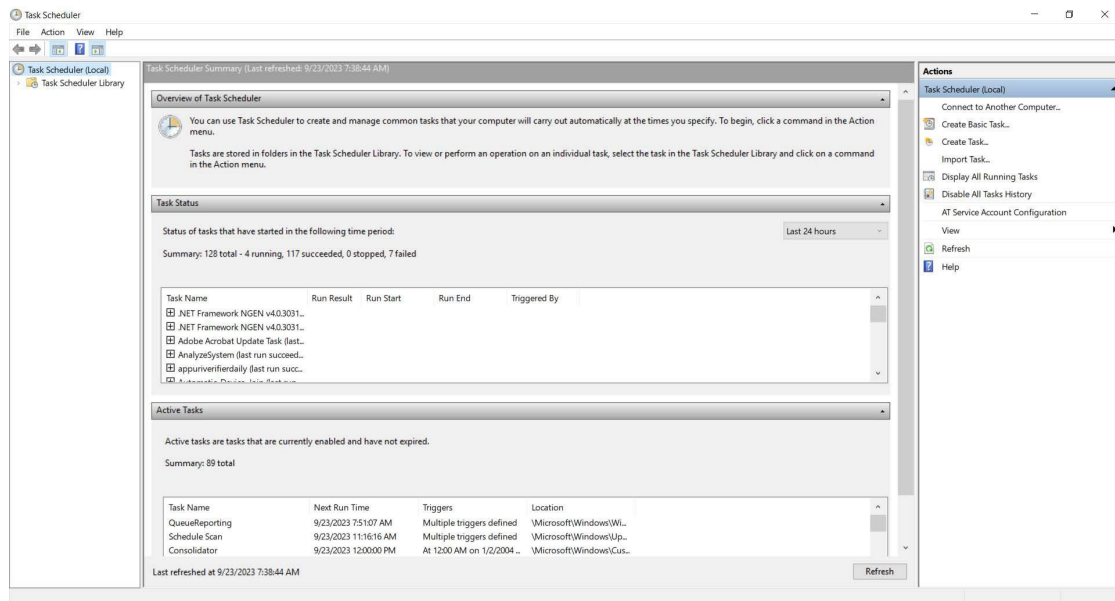 Task Scheduler
File Action View Help
Task Scheduler (Local)
Task Scheduler Library
Task Scheduler Summary (Last refreshed: 9/23/2023 7:38:44 AM)
Overview of Task Scheduler
You can use Task Scheduler to create and manage common tasks that your computer will carry out automatically at the times you specify. To begin, click a command in the Action
menu.
Tasks are stored in folders in the Task Scheduler Library. To view or perform an operation on an individual task, select the task in the Task Scheduler Library and click on a command
in the Action menu.
Task Status
Status of tasks that have started in the following time period:
Last 24 hours
Summary: 128 total - 4 running, 117 succeeded, 0 stopped, 7 failed
Task Name Run Result Run Start Run End Triggered By
.NET Framework NGEN v4.0.3031...
.NET Framework NGEN v4.0.3031...
Adobe Acrobat Update Task (last...
AnalyzeSystem (last run succeed...
appuriverifierdaily (last run succ...
Automatic-Device-Join (last run
Active Tasks
Active tasks are tasks that are currently enabled and have not expired.
Summary: 89 total
Task Name Next Run Time Triggers Location
QueueReporting 9/23/2023 7:51:07 AM Multiple triggers defined \Microsoft\Windows\Wi...
Schedule Scan 9/23/2023 11:16:16 AM Multiple triggers defined \Microsoft\Windows\Up...
Consolidator 9/23/2023 12:00:00 PM At 12:00 AM on 1/2/2004 ... \Microsoft\Windows\Cus...
Last refreshed at 9/23/2023 7:38:44 AM
Refresh
Actions
Task Scheduler (Local)
Connect to Another Computer...
Create Basic Task...
Create Task...
Import Task...
Display All Running Tasks
Disable All Tasks History
AT Service Account Configuration
View
Refresh
Help